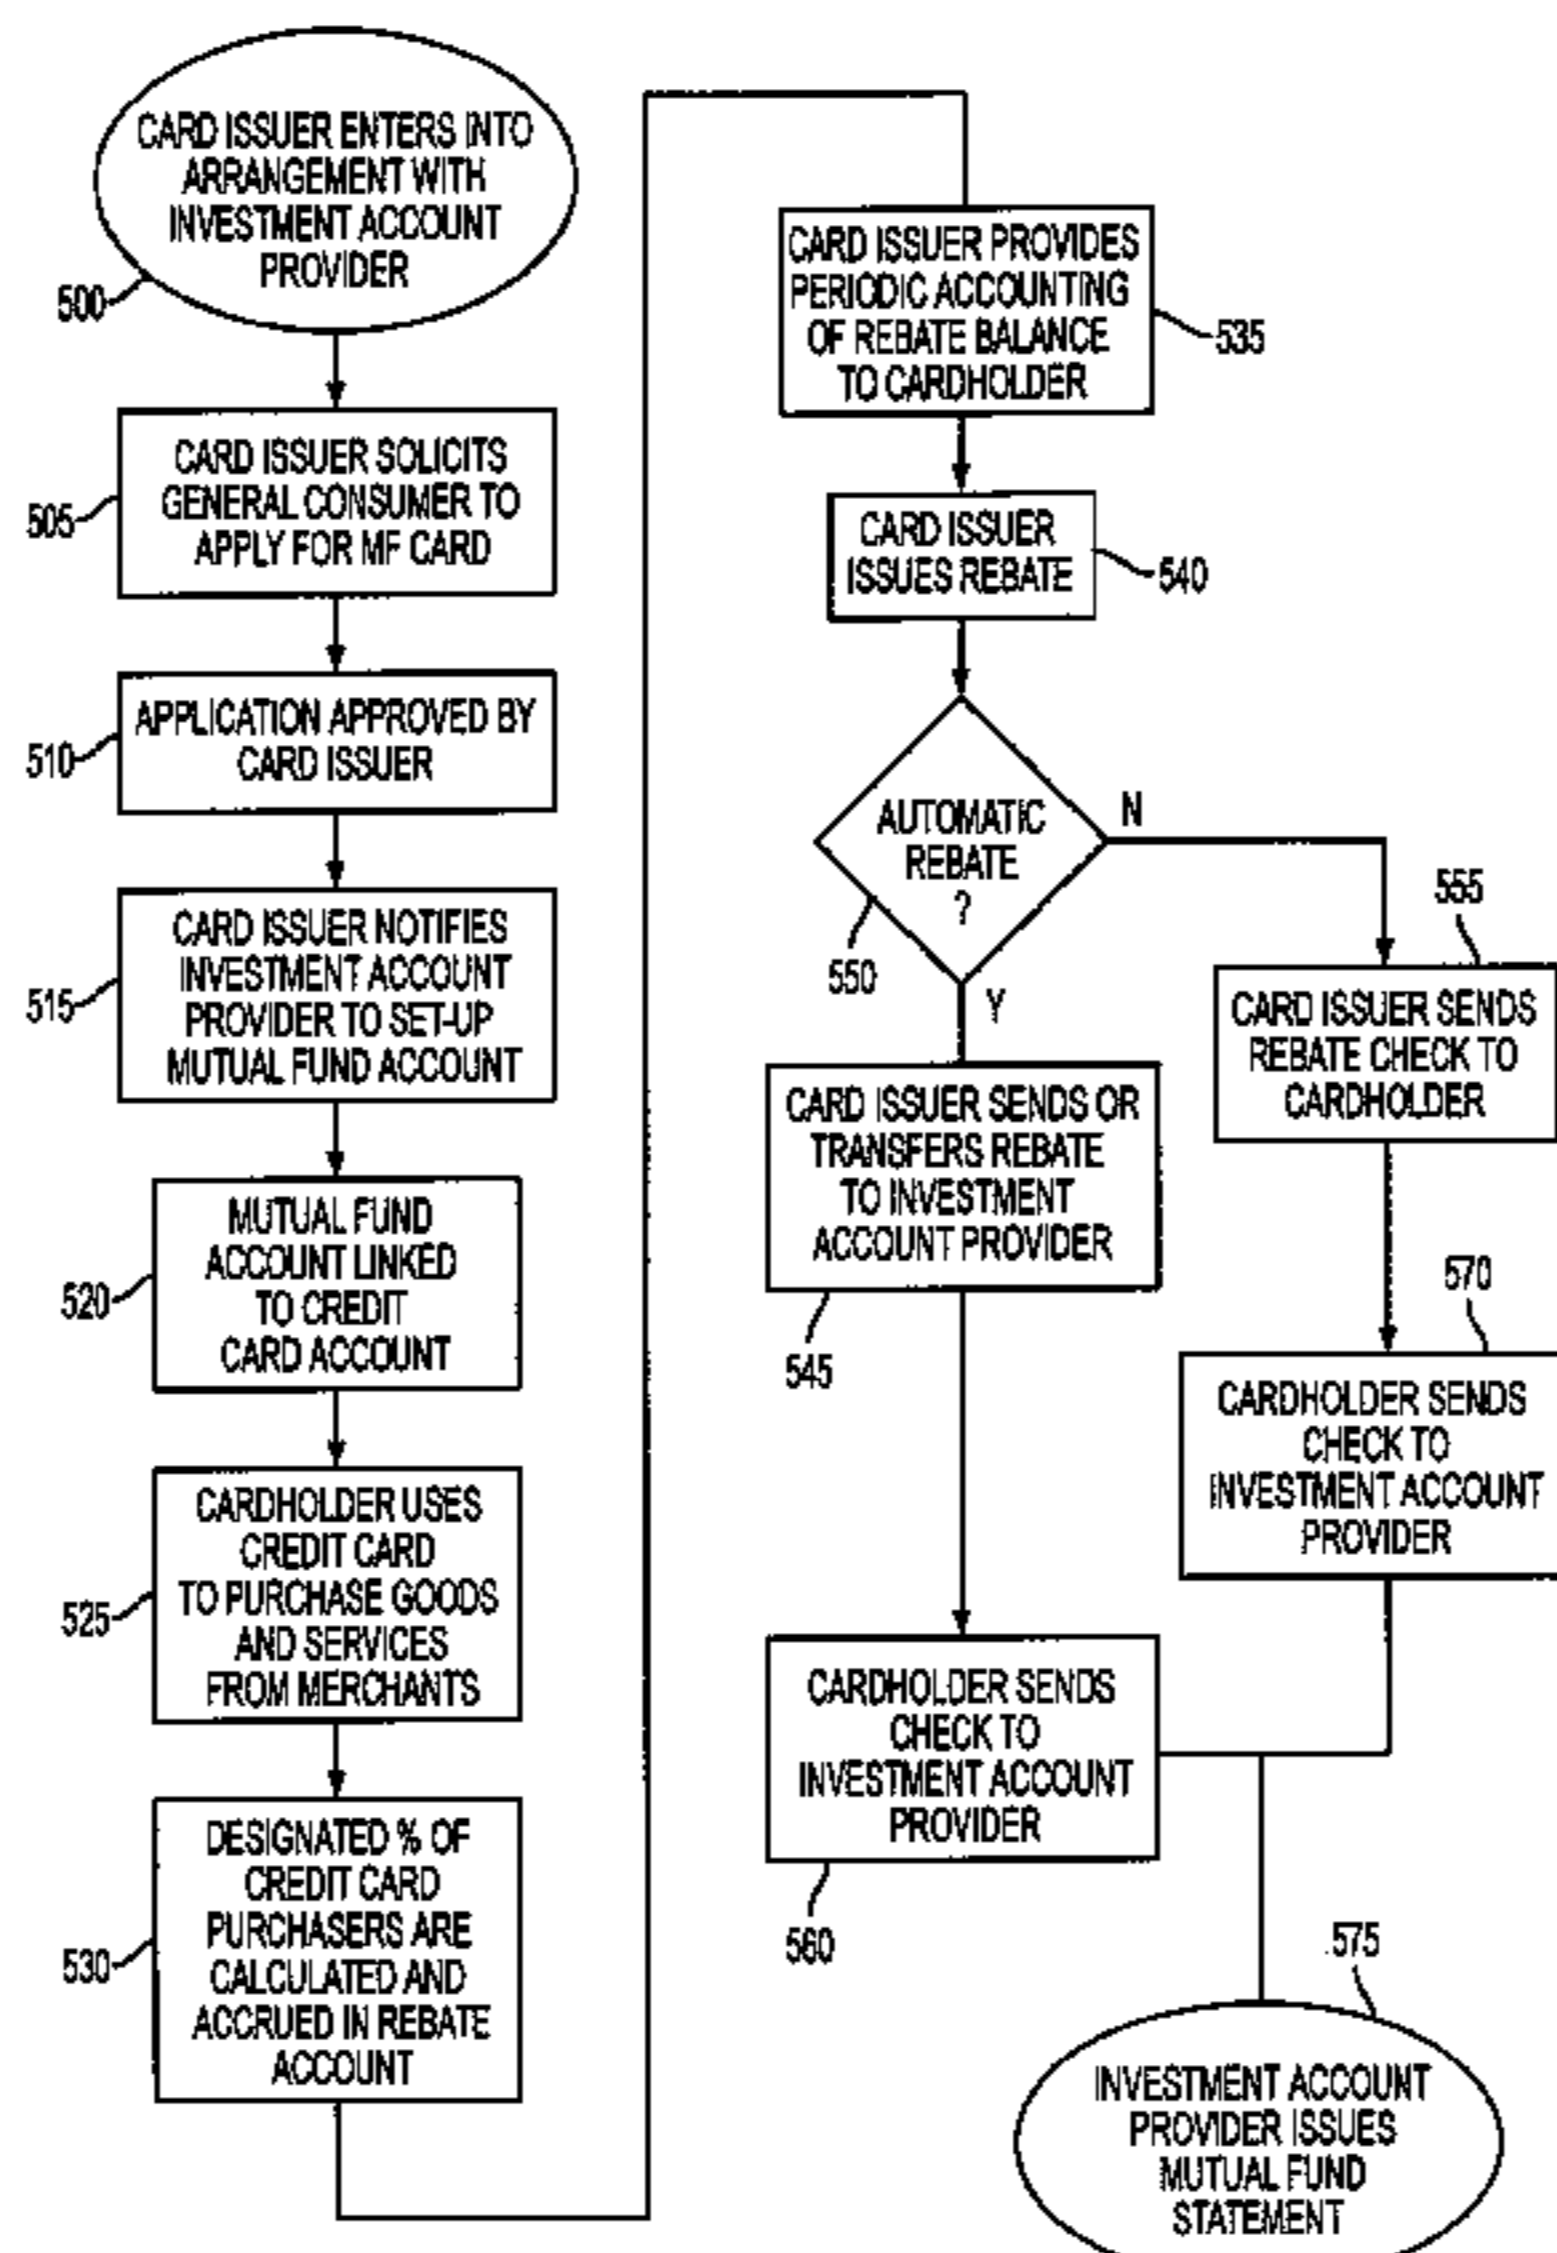 CARD ISSUER ENTERS INTO
ARRANGEMENT WITH
INVESTMENT ACCOUNT
PROVIDER
500
CARD ISSUER SOLICITS
GENERAL CONSUMER TO
APPLY FOR MF CARD
505
APPLICATION APPROVED BY
CARD ISSUER
510
CARD ISSUER NOTIFIES
INVESTMENT ACCOUNT
PROVIDER TO SET-UP
MUTUAL FUND ACCOUNT
515
MUTUAL FUND
ACCOUNT LINKED
TO CREDIT
CARD ACCOUNT
520
CARDHOLDER USES
CREDIT CARD
TO PURCHASE GOODS
AND SERVICES
FROM MERCHANTS
525
DESIGNATED % OF
CREDIT CARD
PURCHASERS ARE
CALCULATED AND
ACCRUED IN REBATE
ACCOUNT
530
CARD ISSUER PROVIDES
PERIODIC ACCOUNTING
OF REBATE BALANCE
TO CARDHOLDER
535
CARD ISSUER
ISSUES REBATE
540
AUTOMATIC
REBATE
?
550
N
Y
555
CARD ISSUER SENDS
REBATE CHECK TO
CARDHOLDER
CARD ISSUER SENDS OR
TRANSFERS REBATE
TO INVESTMENT
ACCOUNT PROVIDER
545
570
CARDHOLDER SENDS
CHECK TO
INVESTMENT ACCOUNT
PROVIDER
CARDHOLDER SENDS
CHECK TO
INVESTMENT ACCOUNT
PROVIDER
560
575
INVESTMENT ACCOUNT
PROVIDER ISSUES
MUTUAL FUND
STATEMENT